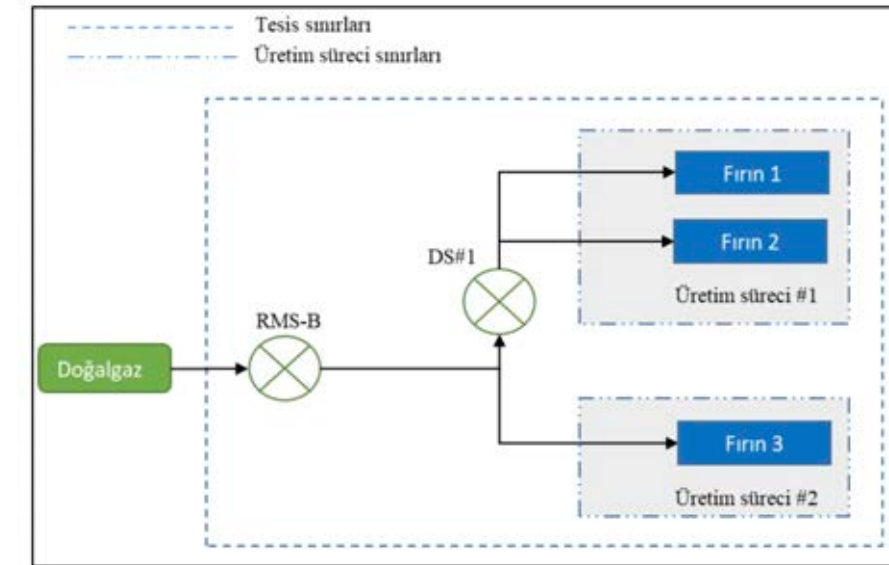 Tesis sınırları
Üretim süreci sınırları
Fırın 1
Fırın 2
DS#1
Üretim süreci #1
RMS-B
Doğalgaz
Fırın 3
Üretim süreci #2